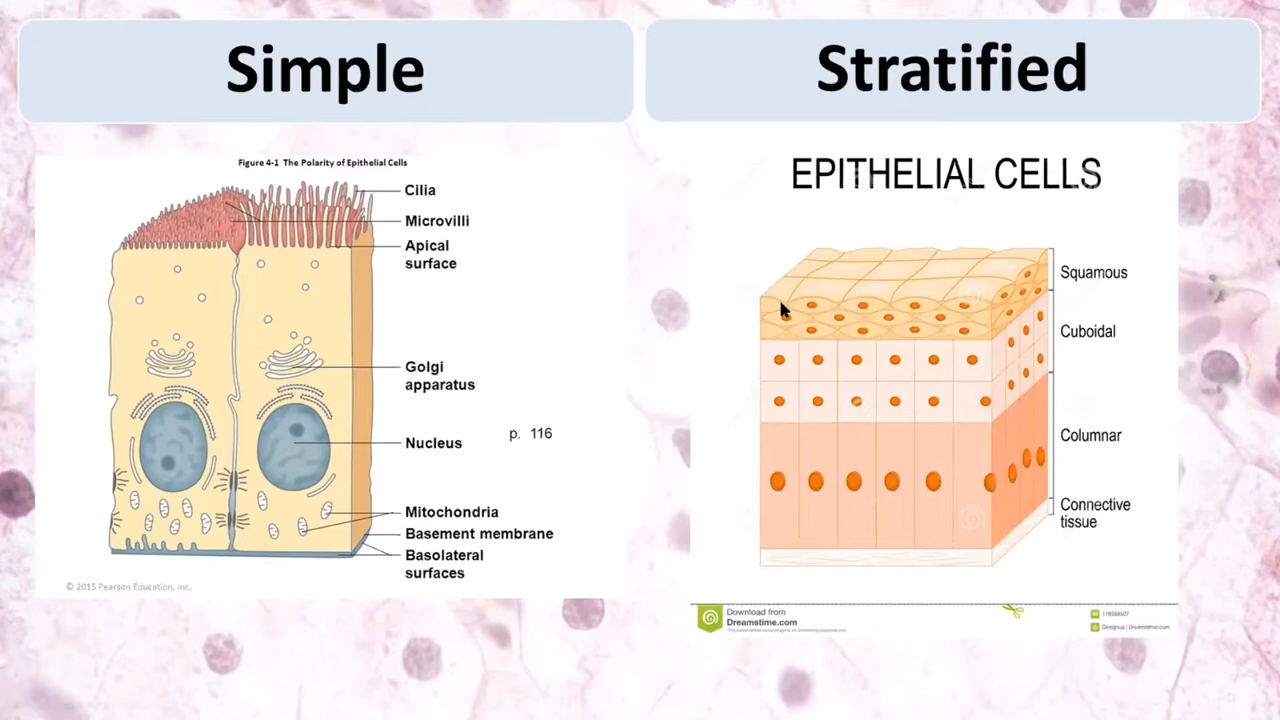 Simple
Stratified
Figure 4-1 The Polarity of Epithelial Cells
Cilia
Microvilli
Apical
surface
Golgi
apparatus
Nucleus
p. 116
Mitochondria
Basement membrane
Basolateral
surfaces
© 2015 Pearson Education, Inc.
EPITHELIAL CELLS
Squamous
Cuboidal
Columnar
Connective
tissue
Download from
Dreamstime.com